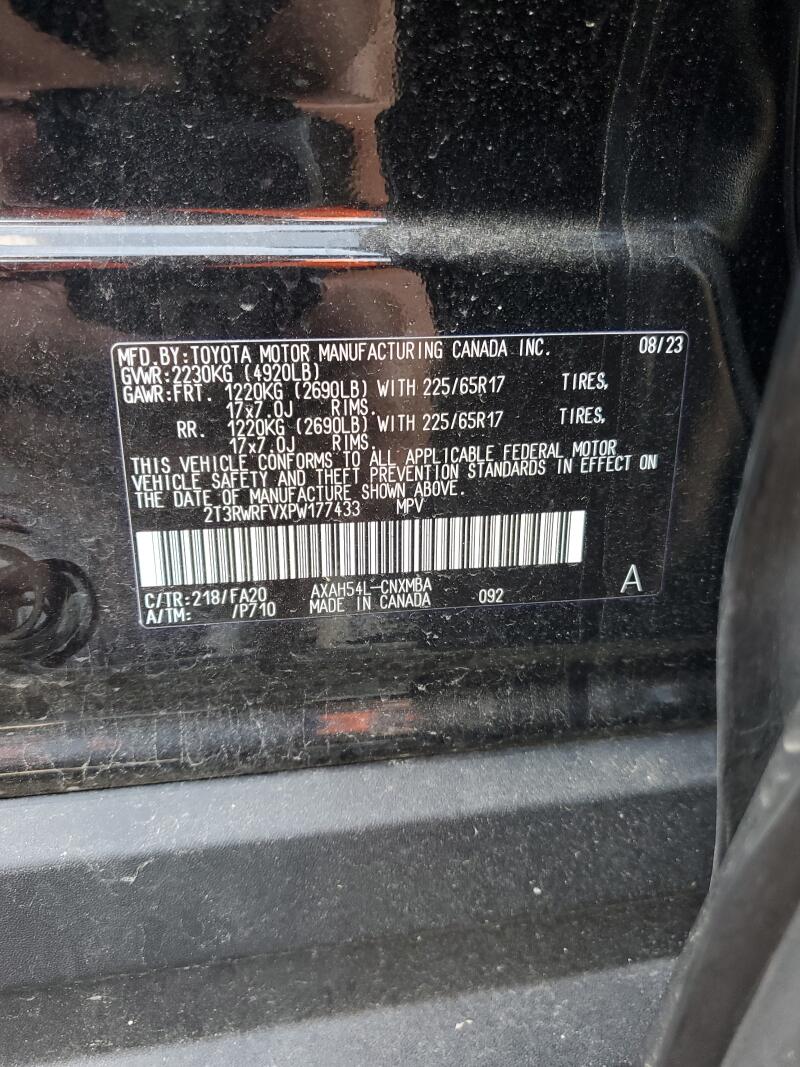 MFD.BY:TOYOTA MOTOR MANUFACTURING CANADA INC. 08/23
GVWR:2230KG (4920LB)
GAWR:FRT. 1220KG (2690LB) WITH 225/65R17 TIRES,
17x7.0J RIMS.
RR. 1220KG (2690LB) WITH 225/65R17 TIRES,
17x7.0J RIMS.
THIS VEHICLE CONFORMS TO ALL APPLICABLE FEDERAL MOTOR
VEHICLE SAFETY AND THEFT PREVENTION STANDARDS IN EFFECT ON
THE DATE OF MANUFACTURE SHOWN ABOVE.
2T3RWRFVXPW177433 MPV
C/TR:218/FA20 AXAH54L-CNXMBA
A/TM: /P710 MADE IN CANADA 092 A